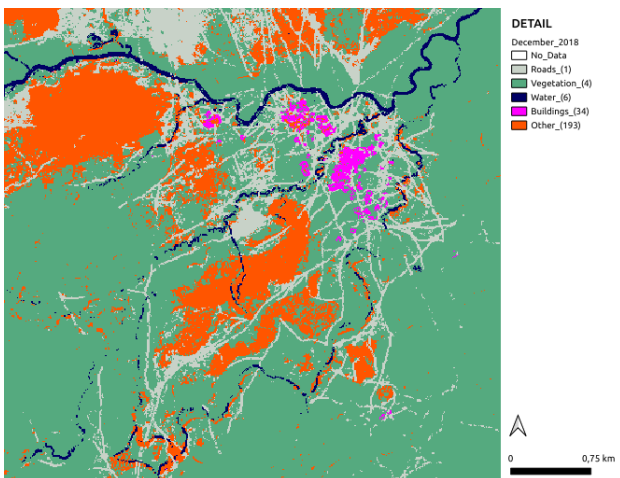 DETAIL
December_2018
No_Data
Roads_(1)
Vegetation_(4)
Water_(6)
Buildings_(34)
Other_(193)
0 0,75 km